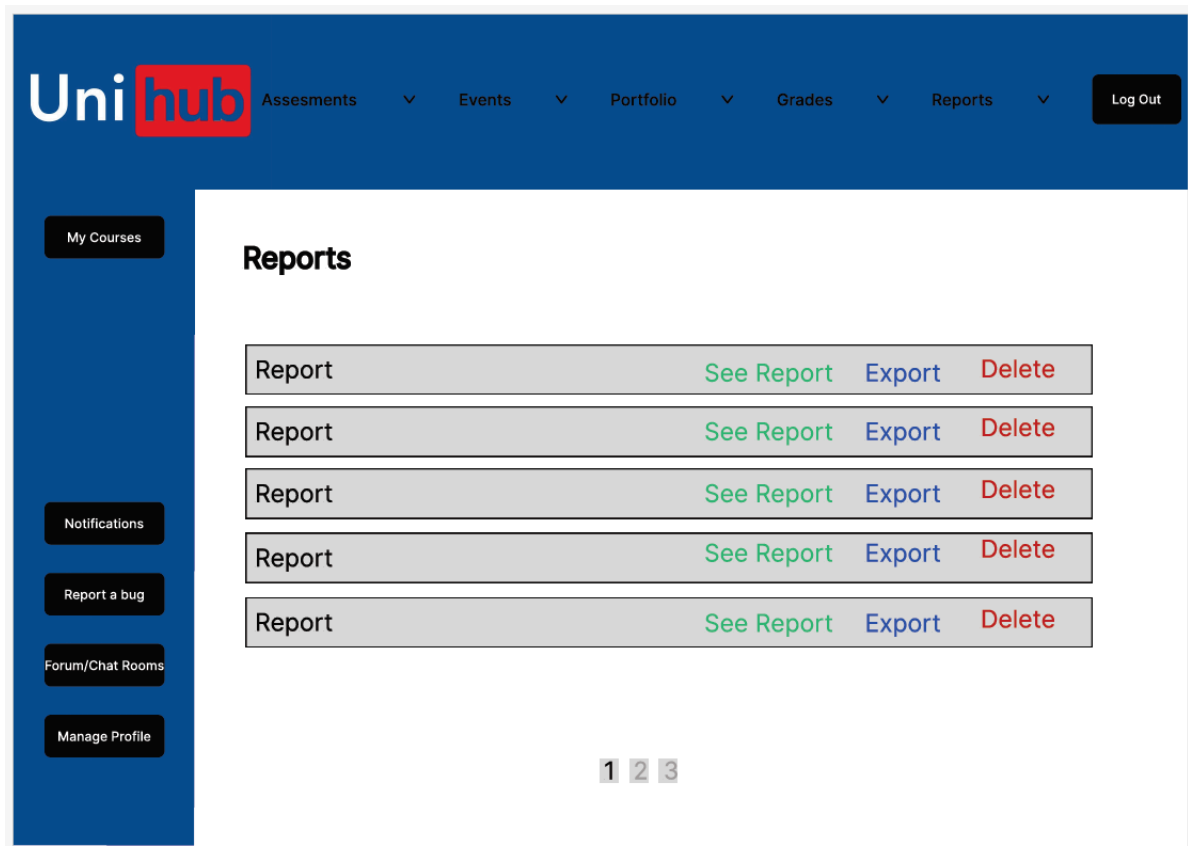 Uni hub
Assesments Events Portfolio Grades Reports Log Out
My Courses
Reports
Report See Report Export Delete
Report See Report Export Delete
Report See Report Export Delete
Report See Report Export Delete
Report See Report Export Delete
Notifications
Report a bug
Forum/Chat Rooms
Manage Profile
1 2 3